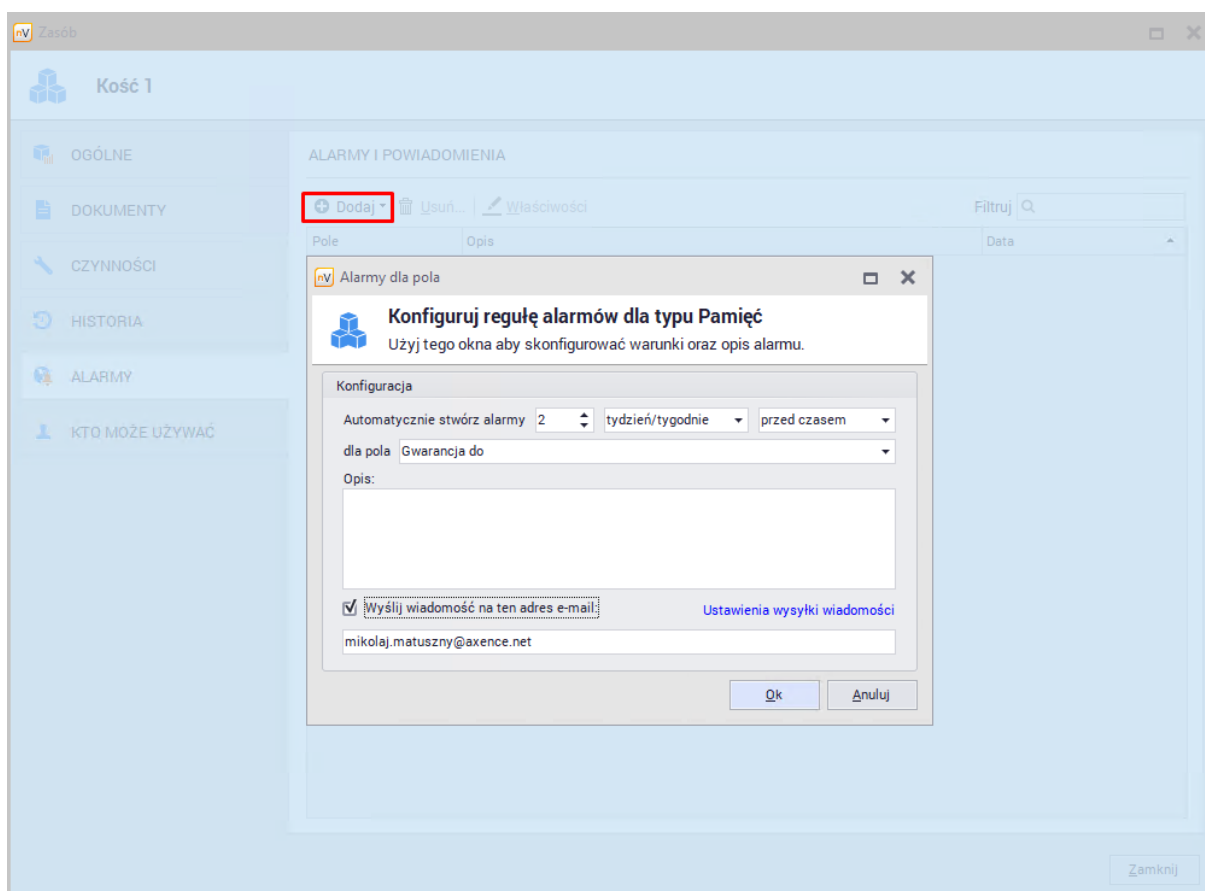 nV Zasób
Kość 1
OGÓLNE
DOKUMENTY
CZYNNOŚCI
HISTORIA
ALARMY
KTO MOŻE UŻYWAĆ
ALARMY I POWIADOMIENIA
Dodaj Usuń... Właściwości Filtruj
Pole Opis Data
nV Alarmy dla pola
Konfiguruj regułę alarmów dla typu Pamięć
Użyj tego okna aby skonfigurować warunki oraz opis alarmu.
Konfiguracja
Automatycznie stwórz alarmy 2 tydzień/tygodnie przed czasem
dla pola Gwarancja do
Opis:
Wyślij wiadomość na ten adres e-mail: Ustawienia wysyłki wiadomości
mikolaj.matuszny@axence.net
Ok Anuluj
Zamknij